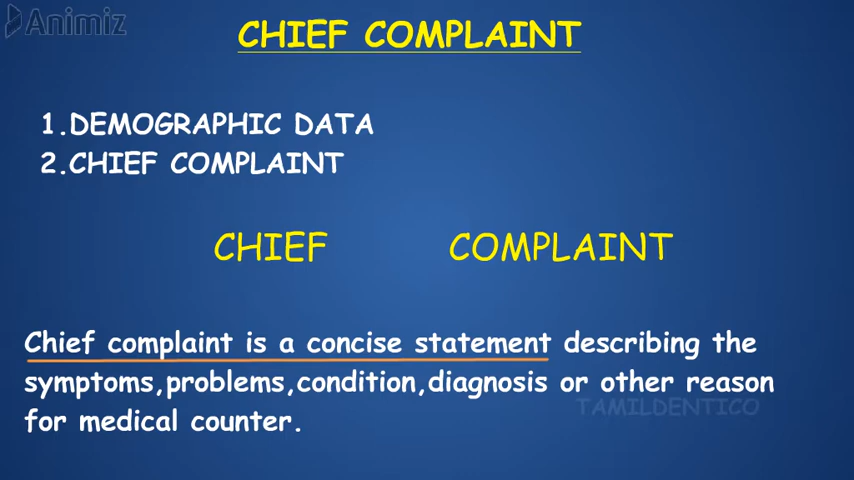 Animiz
CHIEF COMPLAINT
1.DEMOGRAPHIC DATA
2.CHIEF COMPLAINT
CHIEF COMPLAINT
Chief complaint is a concise statement describing the
symptoms,problems,condition,diagnosis or other reason
TAMILDENTICO
for medical counter.